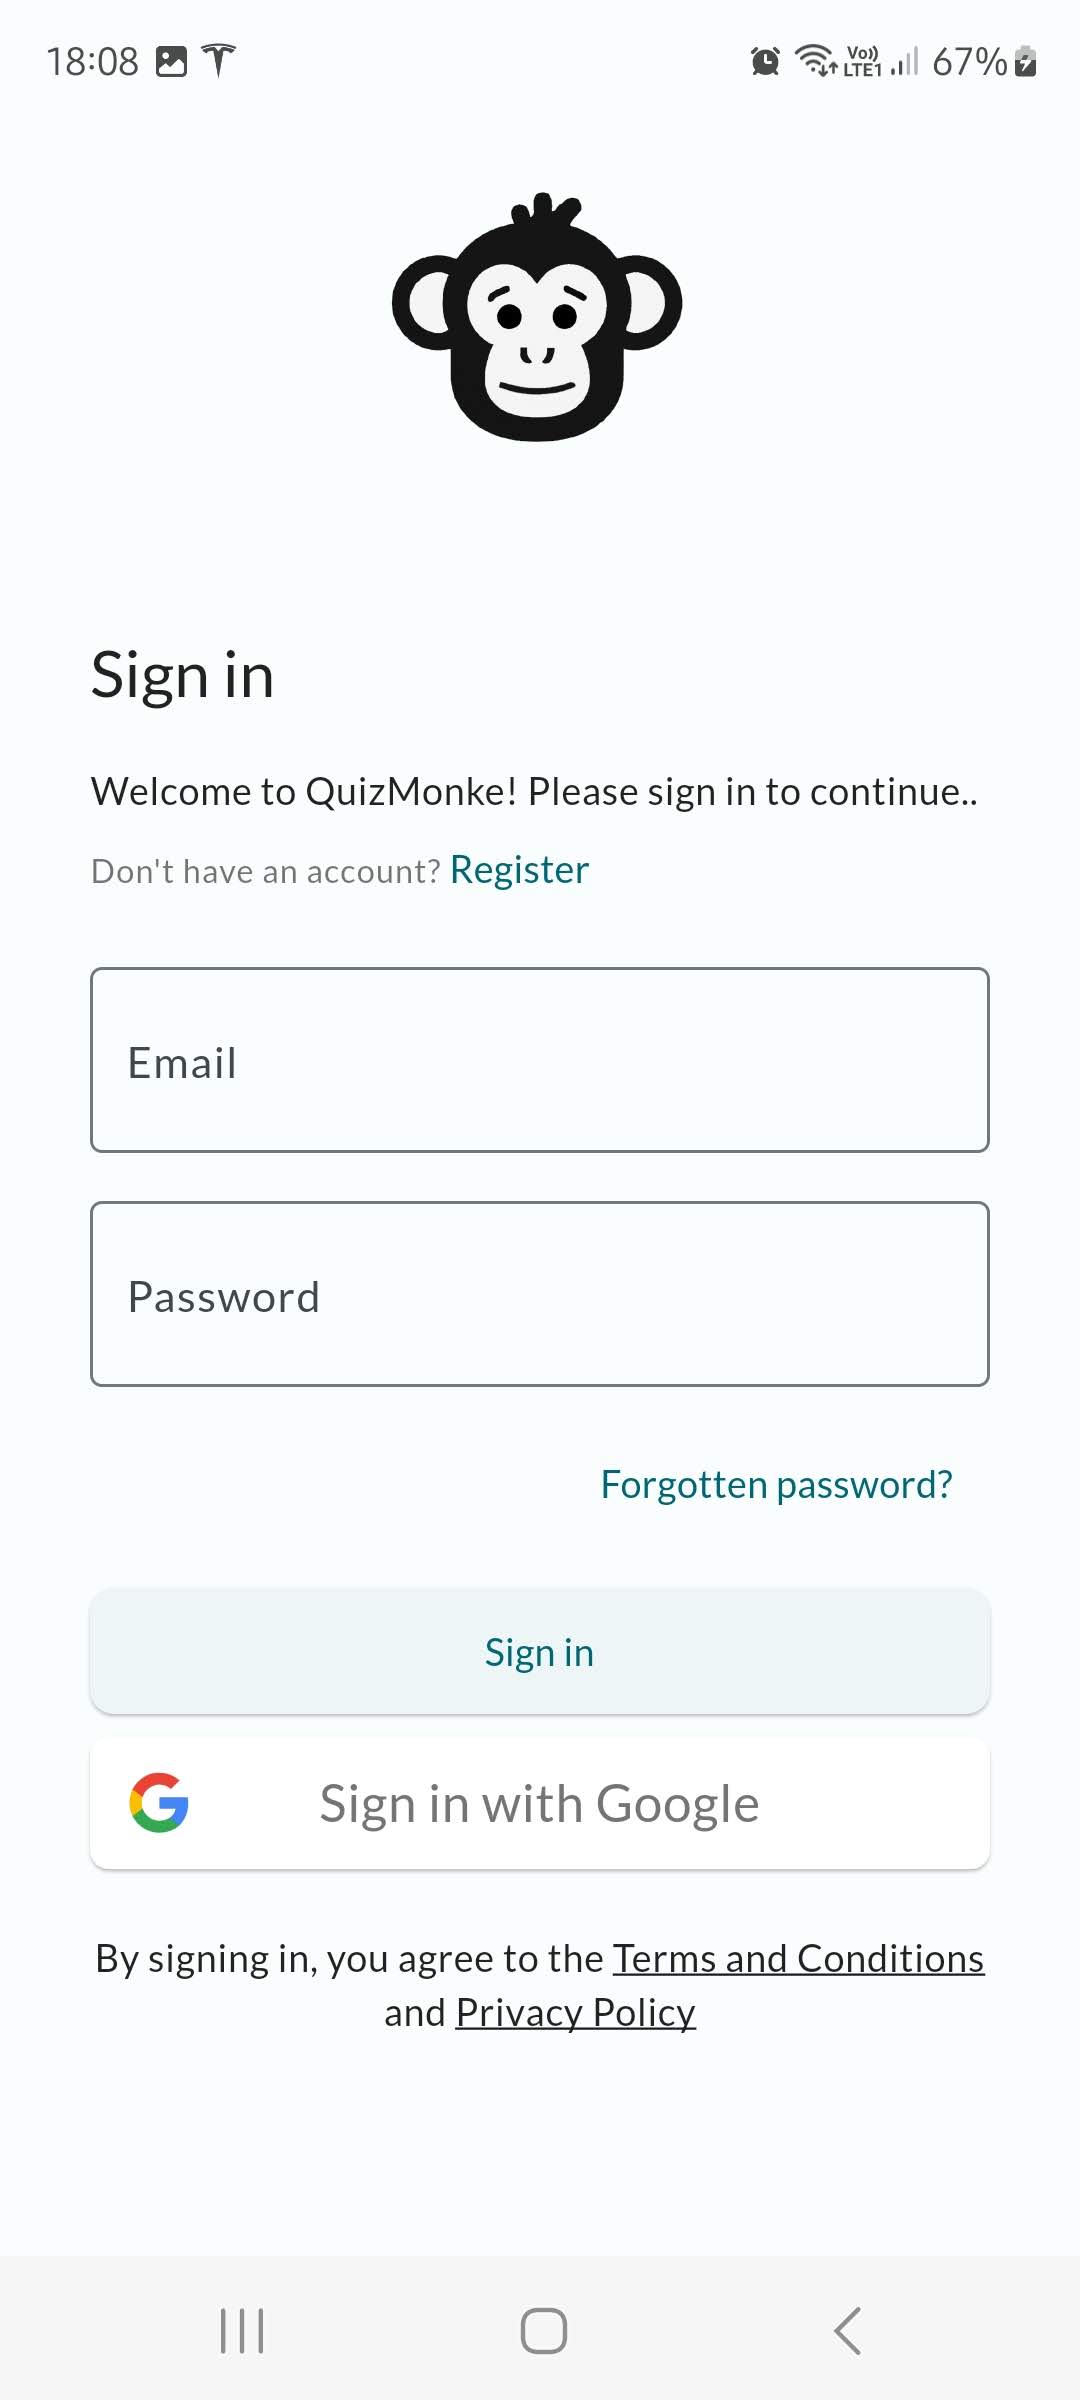 18:08 Vo)) LTE1 67%
Sign in
Welcome to QuizMonke! Please sign in to continue..
Don't have an account? Register
Email
Password
Forgotten password?
Sign in
Sign in with Google
By signing in, you agree to the Terms and Conditions
and Privacy Policy